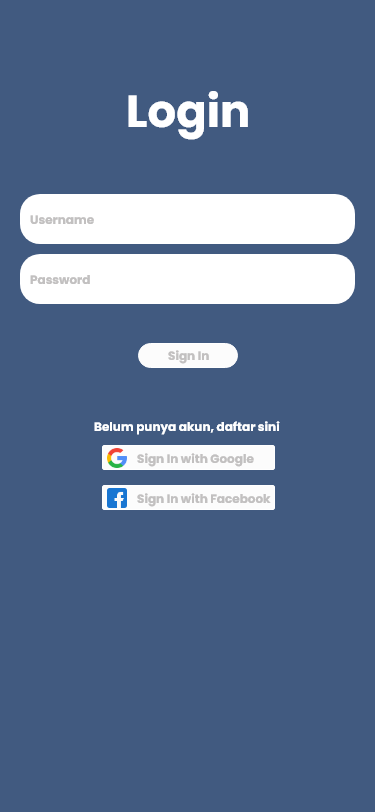 Login
Username
Password
Sign In
Belum punya akun, daftar sini
Sign In with Google
Sign In with Facebook